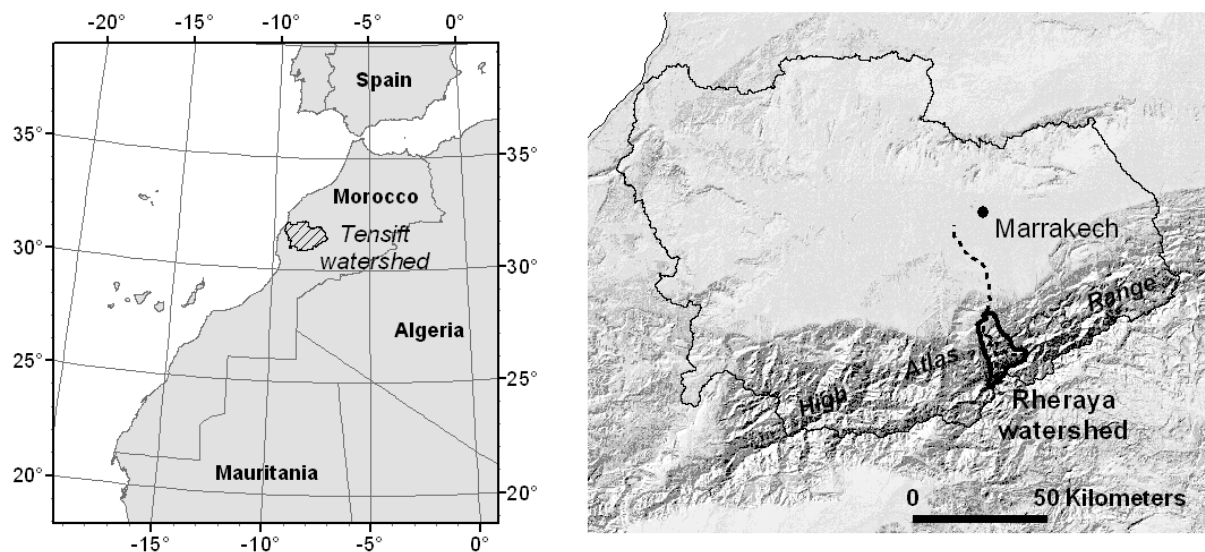 -20° -15° -10° -5° 0°
Spain
35° 35°
Morocco
Tensift
watershed
30° 30°
Algeria
25° 25°
Mauritania
20° 20°
-15° -10° -5° 0°
Marrakech
High Atlas Range
Rheraya
watershed
0 50 Kilometers